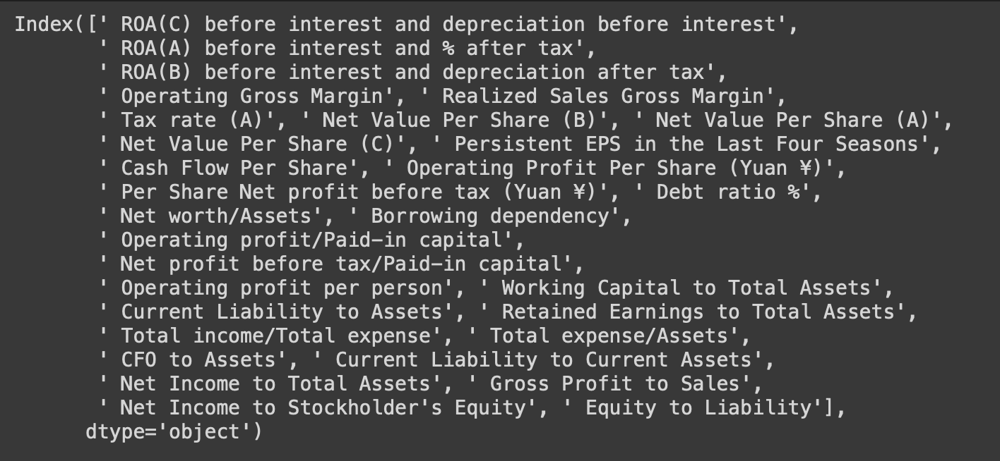 Index([' ROA(C) before interest and depreciation before interest',
       ' ROA(A) before interest and % after tax',
       ' ROA(B) before interest and depreciation after tax',
       ' Operating Gross Margin', ' Realized Sales Gross Margin',
       ' Tax rate (A)', ' Net Value Per Share (B)', ' Net Value Per Share (A)',
       ' Net Value Per Share (C)', ' Persistent EPS in the Last Four Seasons',
       ' Cash Flow Per Share', ' Operating Profit Per Share (Yuan ¥)',
       ' Per Share Net profit before tax (Yuan ¥)', ' Debt ratio %',
       ' Net worth/Assets', ' Borrowing dependency',
       ' Operating profit/Paid-in capital',
       ' Net profit before tax/Paid-in capital',
       ' Operating profit per person', ' Working Capital to Total Assets',
       ' Current Liability to Assets', ' Retained Earnings to Total Assets',
       ' Total income/Total expense', ' Total expense/Assets',
       ' CFO to Assets', ' Current Liability to Current Assets',
       ' Net Income to Total Assets', ' Gross Profit to Sales',
       ' Net Income to Stockholder's Equity', ' Equity to Liability'],
      dtype='object')